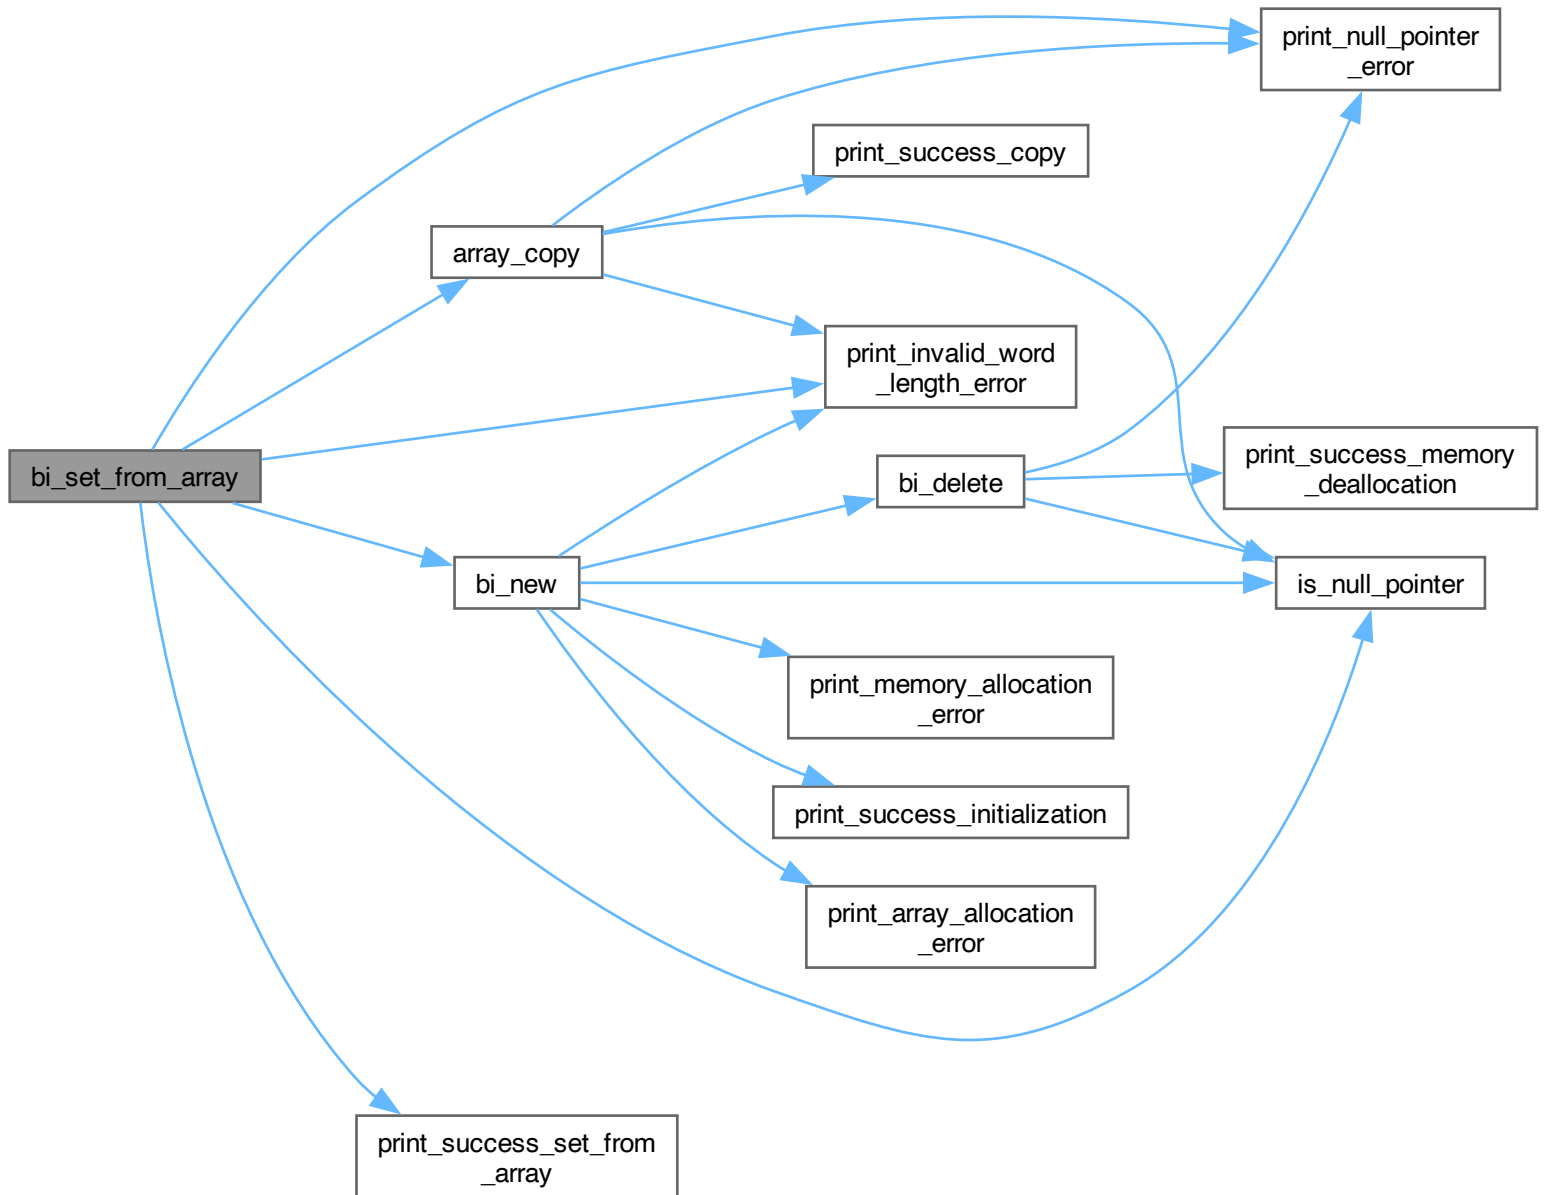 print_null_pointer
_error
print_success_copy
array_copy
print_invalid_word
_length_error
print_success_memory
_deallocation
bi_set_from_array
bi_delete
bi_new
is_null_pointer
print_memory_allocation
_error
print_success_initialization
print_array_allocation
_error
print_success_set_from
_array